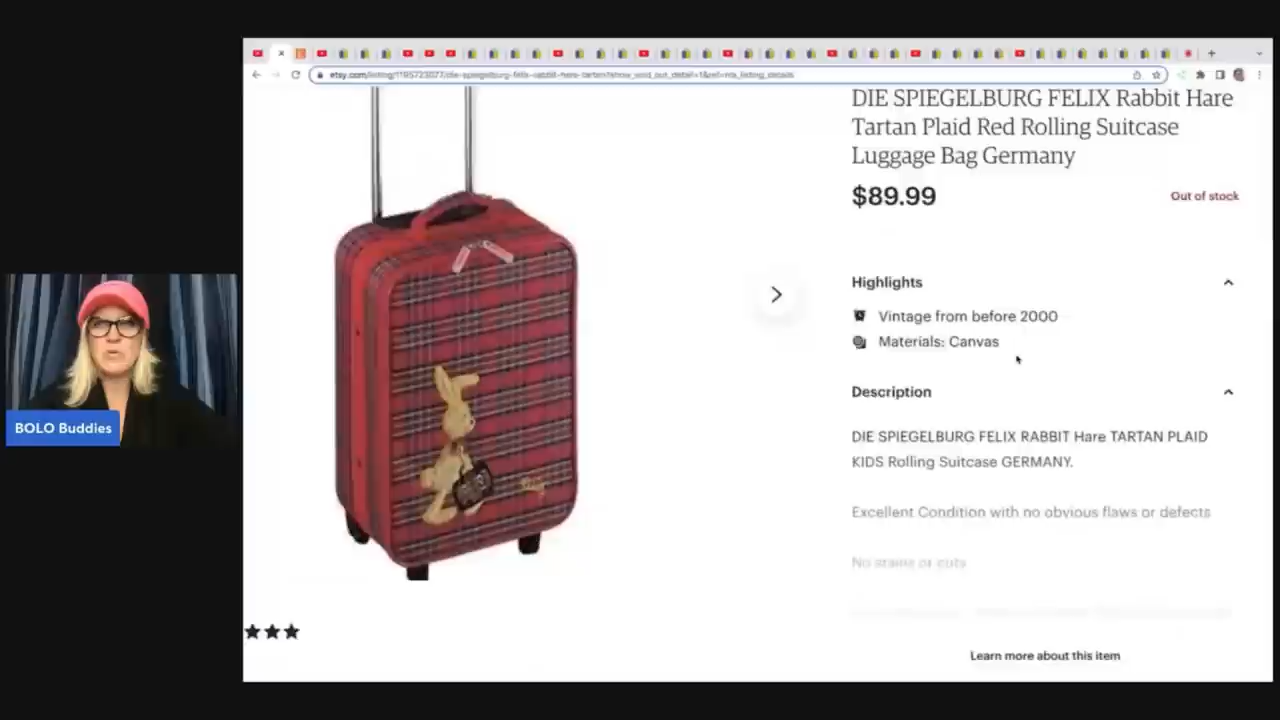 DIE SPIEGELBURG FELIX Rabbit Hare
Tartan Plaid Red Rolling Suitcase
Luggage Bag Germany
$89.99
Out of stock
Highlights
Vintage from before 2000
Materials: Canvas
Description
DIE SPIEGELBURG FELIX RABBIT Hare TARTAN PLAID
KIDS Rolling Suitcase GERMANY.
Excellent Condition with no obvious flaws or defects
No stains or cuts
Learn more about this item
BOLO Buddies